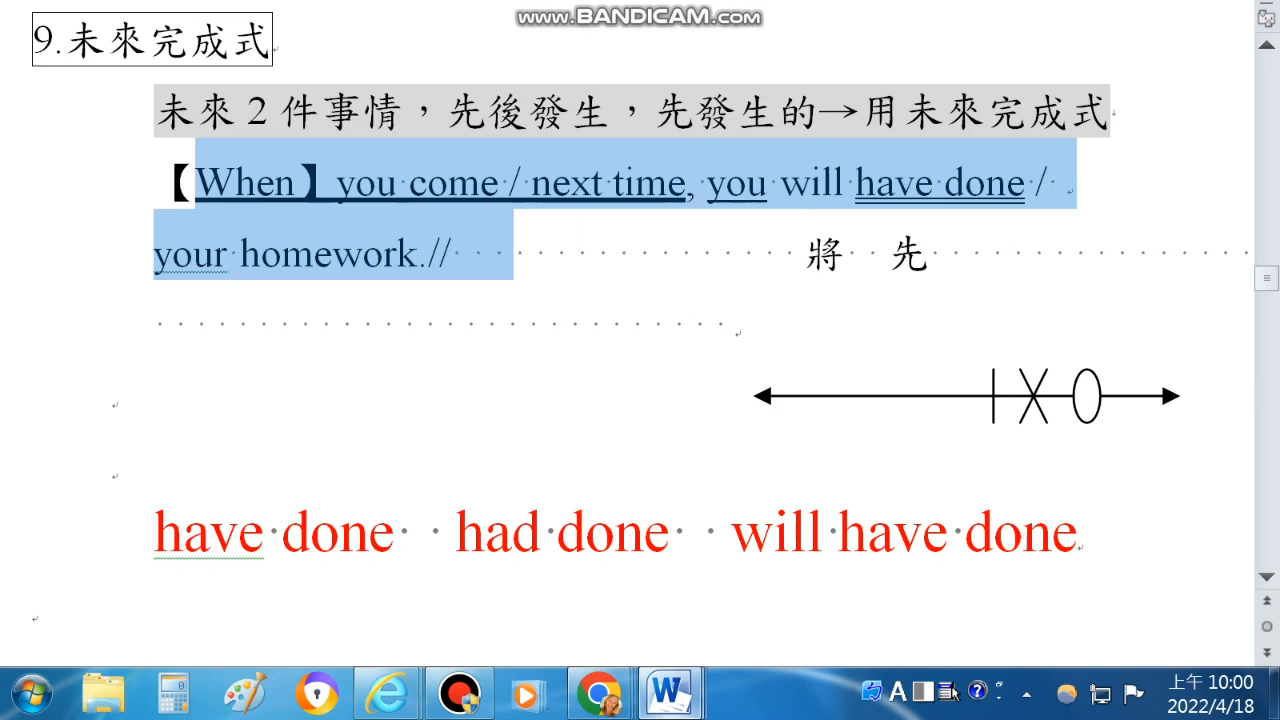 www.BANDICAM.com
9.未來完成式
未來 2 件事情，先後發生，先發生的→用未來完成式
【When】you come / next time, you will have done /
your homework.// 將 先
have done had done will have done
上午 10:00
2022/4/18